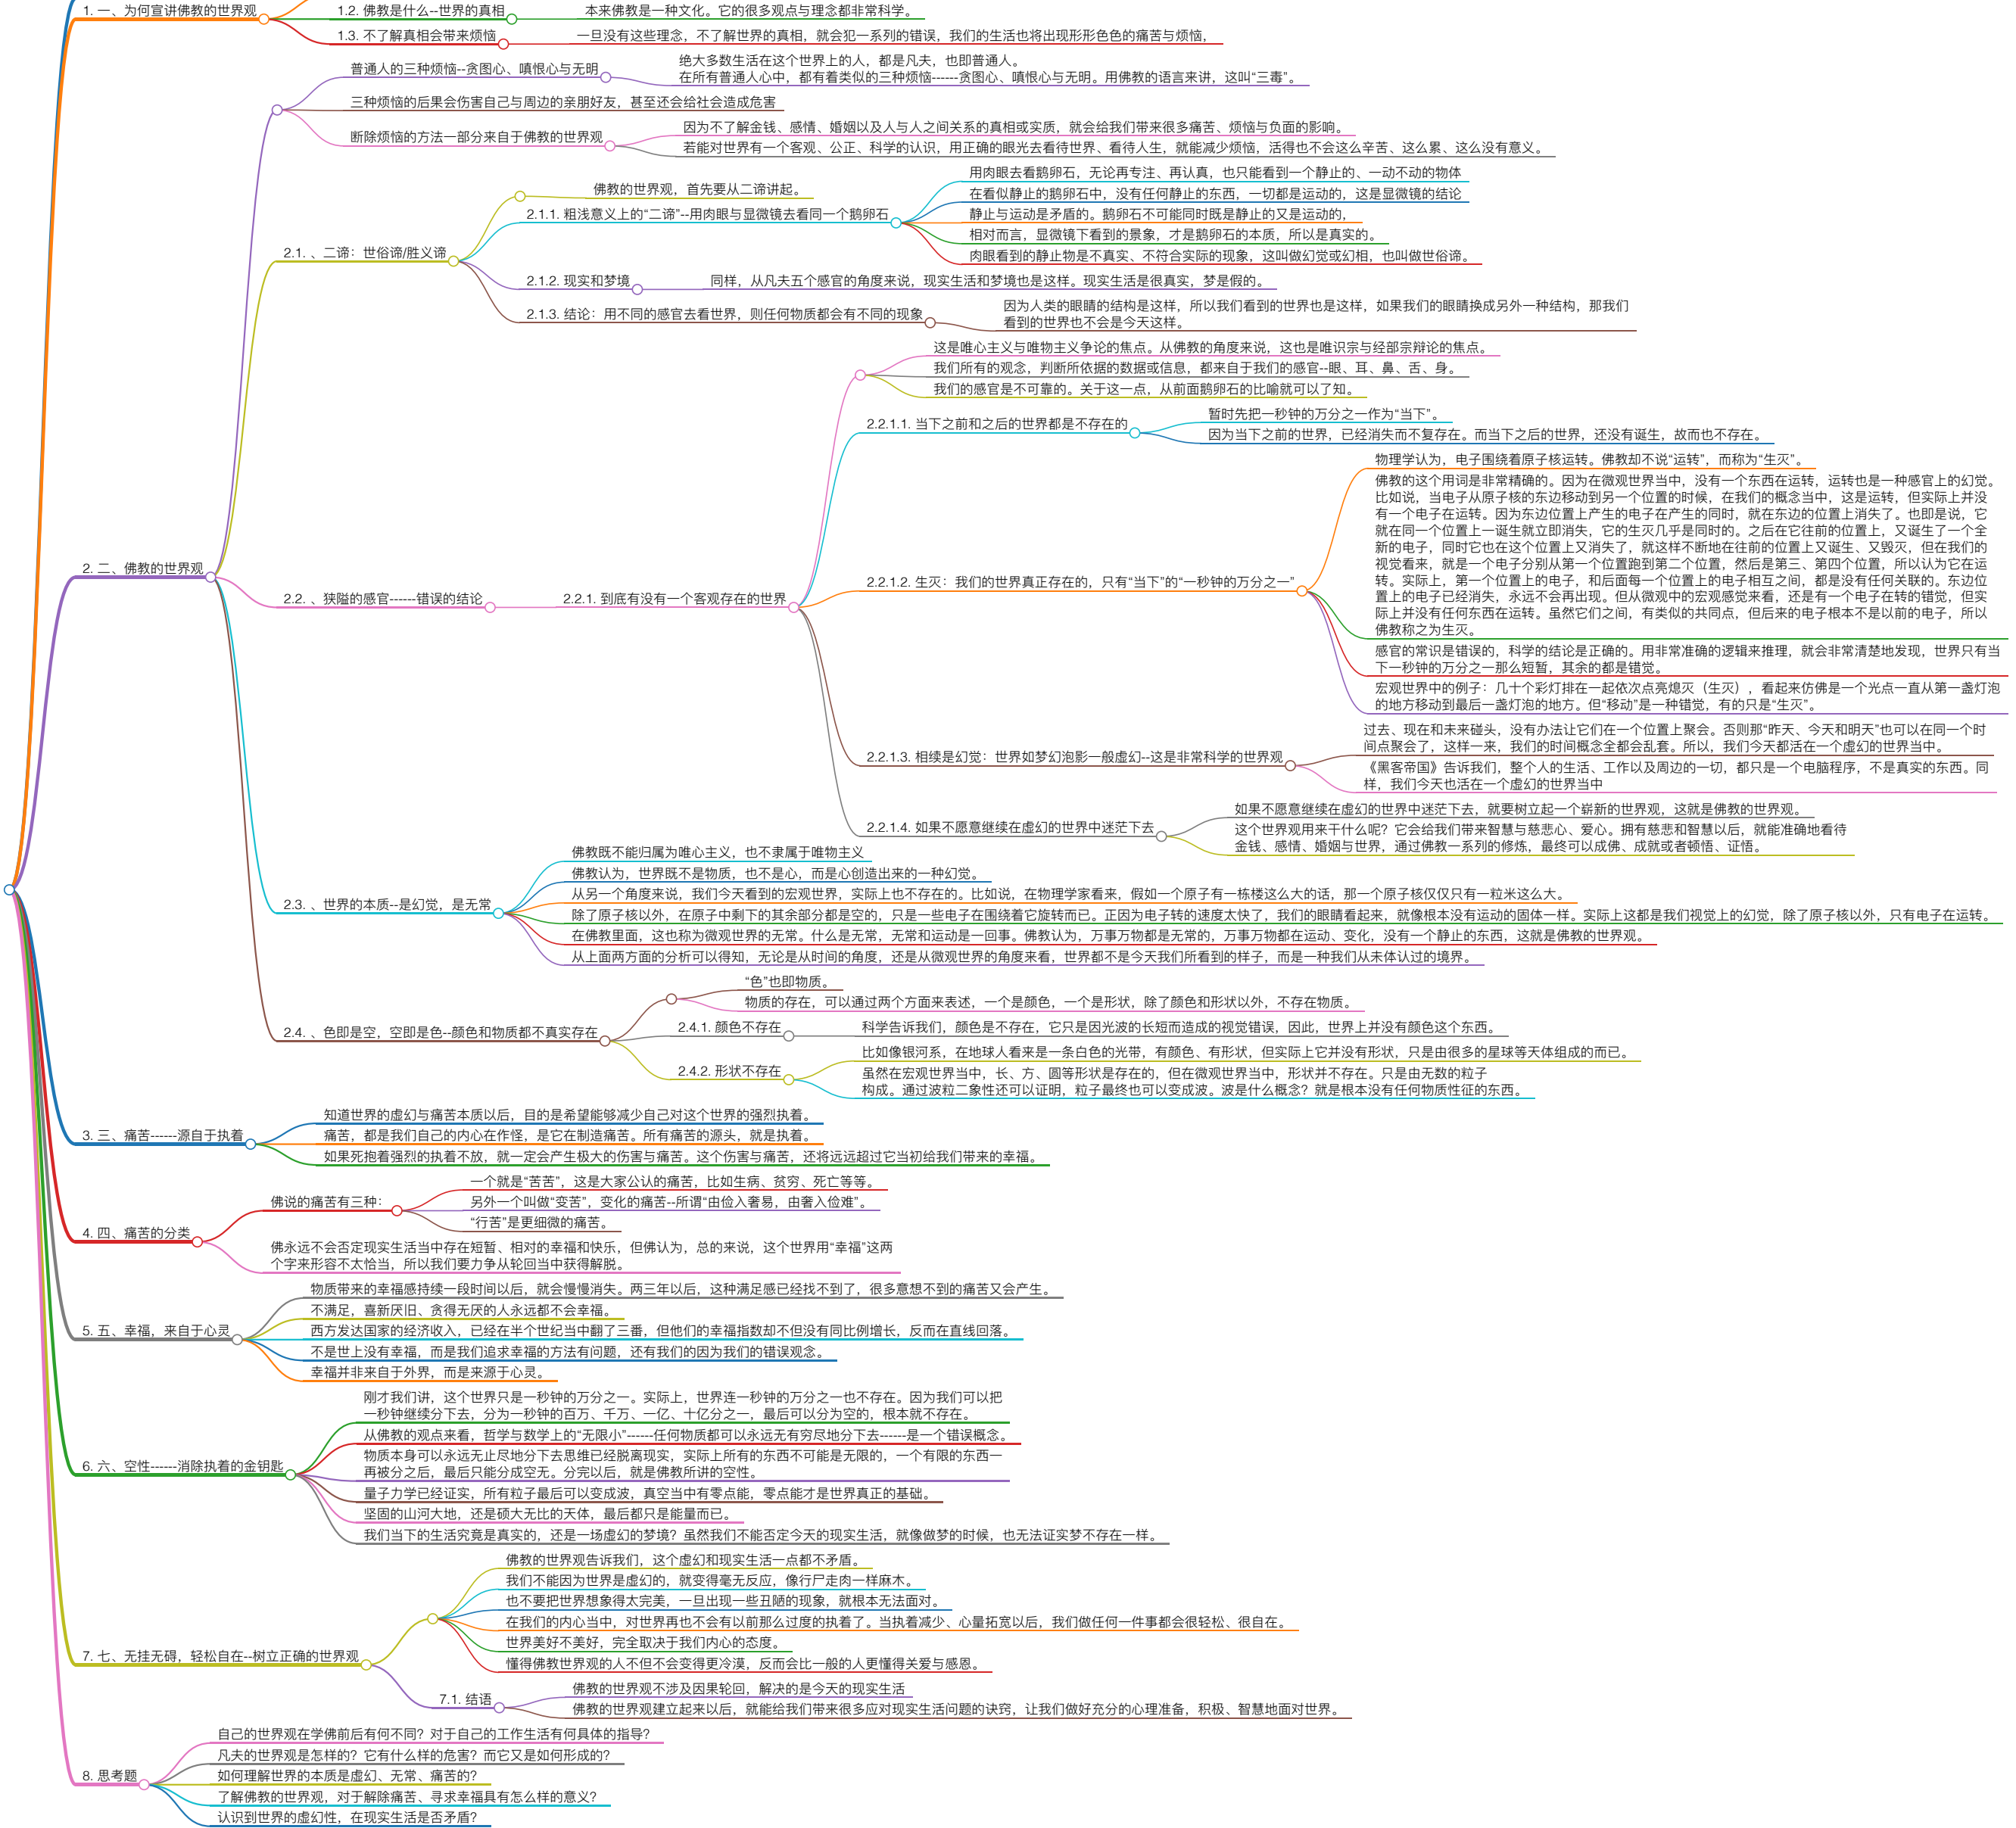 1. 一、为何宣讲佛教的世界观
1.2. 佛教是什么--世界的真相
本来佛教是一种文化。它的很多观点与理念都非常科学。
1.3. 不了解真相会带来烦恼
一旦没有这些理念，不了解世界的真相，就会犯一系列的错误，我们的生活也将出现形形色色的痛苦与烦恼，
2. 二、佛教的世界观
普通人的三种烦恼--贪图心、嗔恨心与无明
绝大多数生活在这个世界上的人，都是凡夫，也即普通人。
在所有普通人心中，都有着类似的三种烦恼------贪图心、嗔恨心与无明。用佛教的语言来讲，这叫“三毒”。
三种烦恼的后果会伤害自己与周边的亲朋好友，甚至还会给社会造成危害
断除烦恼的方法一部分来自于佛教的世界观
因为不了解金钱、感情、婚姻以及人与人之间关系的真相或实质，就会给我们带来很多痛苦、烦恼与负面的影响。
若能对世界有一个客观、公正、科学的认识，用正确的眼光去看待世界、看待人生，就能减少烦恼，活得也不会这么辛苦、这么累、这么没有意义。
2.1. 、二谛：世俗谛/胜义谛
佛教的世界观，首先要从二谛讲起。
2.1.1. 粗浅意义上的“二谛”--用肉眼与显微镜去看同一个鹅卵石
用肉眼去看鹅卵石，无论再专注、再认真，也只能看到一个静止的、一动不动的物体
在看似静止的鹅卵石中，没有任何静止的东西，一切都是运动的，这是显微镜的结论
静止与运动是矛盾的。鹅卵石不可能同时既是静止的又是运动的，
相对而言，显微镜下看到的景象，才是鹅卵石的本质，所以是真实的。
肉眼看到的静止物是不真实、不符合实际的现象，这叫做幻觉或幻相，也叫做世俗谛。
2.1.2. 现实和梦境
同样，从凡夫五个感官的角度来说，现实生活和梦境也是这样。现实生活是很真实，梦是假的。
2.1.3. 结论：用不同的感官去看世界，则任何物质都会有不同的现象
因为人类的眼睛的结构是这样，所以我们看到的世界也是这样，如果我们的眼睛换成另外一种结构，那我们
看到的世界也不会是今天这样。
2.2. 、狭隘的感官------错误的结论
2.2.1. 到底有没有一个客观存在的世界
这是唯心主义与唯物主义争论的焦点。从佛教的角度来说，这也是唯识宗与经部宗辩论的焦点。
我们所有的观念，判断所依据的数据或信息，都来自于我们的感官--眼、耳、鼻、舌、身。
我们的感官是不可靠的。关于这一点，从前面鹅卵石的比喻就可以了知。
2.2.1.1. 当下之前和之后的世界都是不存在的
暂时先把一秒钟的万分之一作为“当下”。
因为当下之前的世界，已经消失而不复存在。而当下之后的世界，还没有诞生，故而也不存在。
2.2.1.2. 生灭：我们的世界真正存在的，只有“当下”的“一秒钟的万分之一”
物理学认为，电子围绕着原子核运转。佛教却不说“运转”，而称为“生灭”。
佛教的这个用词是非常精确的。因为在微观世界当中，没有一个东西在运转，运转也是一种感官上的幻觉。
比如说，当电子从原子核的东边移动到另一个位置的时候，在我们的概念当中，这是运转，但实际上并没
有一个电子在运转。因为东边位置上产生的电子在产生的同时，就在东边的位置上消失了。也即是说，它
就在同一个位置上一诞生就立即消失，它的生灭几乎是同时的。之后在它往前的位置上，又诞生了一个全
新的电子，同时它也在这个位置上又消失了，就这样不断地在往前的位置上又诞生、又毁灭，但在我们的
视觉看来，就是一个电子分别从第一个位置跑到第二个位置，然后是第三、第四个位置，所以认为它在运
转。实际上，第一个位置上的电子，和后面每一个位置上的电子相互之间，都是没有任何关联的。东边位
置上的电子已经消失，永远不会再出现。但从微观中的宏观感觉来看，还是有一个电子在转的错觉，但实
际上并没有任何东西在运转。虽然它们之间，有类似的共同点，但后来的电子根本不是以前的电子，所以
佛教称之为生灭。
感官的常识是错误的，科学的结论是正确的。用非常准确的逻辑来推理，就会非常清楚地发现，世界只有当
下一秒钟的万分之一那么短暂，其余的都是错觉。
宏观世界中的例子：几十个彩灯排在一起依次点亮熄灭（生灭），看起来仿佛是一个光点一直从第一盏灯泡
的地方移动到最后一盏灯泡的地方。但“移动”是一种错觉，有的只是“生灭”。
2.2.1.3. 相续是幻觉：世界如梦幻泡影一般虚幻--这是非常科学的世界观
过去、现在和未来碰头，没有办法让它们在一个位置上聚会。否则那“昨天、今天和明天”也可以在同一个时
间点聚会了，这样一来，我们的时间概念全都会乱套。所以，我们今天都活在一个虚幻的世界当中。
《黑客帝国》告诉我们，整个人的生活、工作以及周边的一切，都只是一个电脑程序，不是真实的东西。同
样，我们今天也活在一个虚幻的世界当中
2.2.1.4. 如果不愿意继续在虚幻的世界中迷茫下去
如果不愿意继续在虚幻的世界中迷茫下去，就要树立起一个崭新的世界观，这就是佛教的世界观。
这个世界观用来干什么呢？它会给我们带来智慧与慈悲心、爱心。拥有慈悲和智慧以后，就能准确地看待
金钱、感情、婚姻与世界，通过佛教一系列的修炼，最终可以成佛、成就或者顿悟、证悟。
2.3. 、世界的本质--是幻觉，是无常
佛教既不能归属为唯心主义，也不隶属于唯物主义
佛教认为，世界既不是物质，也不是心，而是心创造出来的一种幻觉。
从另一个角度来说，我们今天看到的宏观世界，实际上也不存在的。比如说，在物理学家看来，假如一个原子有一栋楼这么大的话，那一个原子核仅仅只有一粒米这么大。
除了原子核以外，在原子中剩下的其余部分都是空的，只是一些电子在围绕着它旋转而已。正因为电子转的速度太快了，我们的眼睛看起来，就像根本没有运动的固体一样。实际上这都是我们视觉上的幻觉，除了原子核以外，只有电子在运转。
在佛教里面，这也称为微观世界的无常。什么是无常，无常和运动是一回事。佛教认为，万事万物都是无常的，万事万物都在运动、变化，没有一个静止的东西，这就是佛教的世界观。
从上面两方面的分析可以得知，无论是从时间的角度，还是从微观世界的角度来看，世界都不是今天我们所看到的样子，而是一种我们从未体认过的境界。
2.4. 、色即是空，空即是色--颜色和物质都不真实存在
“色”也即物质。
物质的存在，可以通过两个方面来表述，一个是颜色，一个是形状，除了颜色和形状以外，不存在物质。
2.4.1. 颜色不存在
科学告诉我们，颜色是不存在，它只是因光波的长短而造成的视觉错误，因此，世界上并没有颜色这个东西。
2.4.2. 形状不存在
比如像银河系，在地球人看来是一条白色的光带，有颜色、有形状，但实际上它并没有形状，只是由很多的星球等天体组成的而已。
虽然在宏观世界当中，长、方、圆等形状是存在的，但在微观世界当中，形状并不存在。只是由无数的粒子
构成。通过波粒二象性还可以证明，粒子最终也可以变成波。波是什么概念？就是根本没有任何物质性征的东西。
3. 三、痛苦------源自于执着
知道世界的虚幻与痛苦本质以后，目的是希望能够减少自己对这个世界的强烈执着。
痛苦，都是我们自己的内心在作怪，是它在制造痛苦。所有痛苦的源头，就是执着。
如果死抱着强烈的执着不放，就一定会产生极大的伤害与痛苦。这个伤害与痛苦，还将远远超过它当初给我们带来的幸福。
4. 四、痛苦的分类
佛说的痛苦有三种：
一个就是“苦苦”，这是大家公认的痛苦，比如生病、贫穷、死亡等等。
另外一个叫做“变苦”，变化的痛苦--所谓“由俭入奢易，由奢入俭难”。
“行苦”是更细微的痛苦。
佛永远不会否定现实生活当中存在短暂、相对的幸福和快乐，但佛认为，总的来说，这个世界用“幸福”这两
个字来形容不太恰当，所以我们要力争从轮回当中获得解脱。
5. 五、幸福，来自于心灵
物质带来的幸福感持续一段时间以后，就会慢慢消失。两三年以后，这种满足感已经找不到了，很多意想不到的痛苦又会产生。
不满足，喜新厌旧、贪得无厌的人永远都不会幸福。
西方发达国家的经济收入，已经在半个世纪当中翻了三番，但他们的幸福指数却不但没有同比例增长，反而在直线回落。
不是世上没有幸福，而是我们追求幸福的方法有问题，还有我们的因为我们的错误观念。
幸福并非来自于外界，而是来源于心灵。
6. 六、空性------消除执着的金钥匙
刚才我们讲，这个世界只是一秒钟的万分之一。实际上，世界连一秒钟的万分之一也不存在。因为我们可以把
一秒钟继续分下去，分为一秒钟的百万、千万、一亿、十亿分之一，最后可以分为空的，根本就不存在。
从佛教的观点来看，哲学与数学上的“无限小”------任何物质都可以永远无有穷尽地分下去------是一个错误概念。
物质本身可以永远无止尽地分下去思维已经脱离现实，实际上所有的东西不可能是无限的，一个有限的东西一
再被分之后，最后只能分成空无。分完以后，就是佛教所讲的空性。
量子力学已经证实，所有粒子最后可以变成波，真空当中有零点能，零点能才是世界真正的基础。
坚固的山河大地，还是硕大无比的天体，最后都只是能量而已。
我们当下的生活究竟是真实的，还是一场虚幻的梦境？虽然我们不能否定今天的现实生活，就像做梦的时候，也无法证实梦不存在一样。
7. 七、无挂无碍，轻松自在--树立正确的世界观
佛教的世界观告诉我们，这个虚幻和现实生活一点都不矛盾。
我们不能因为世界是虚幻的，就变得毫无反应，像行尸走肉一样麻木。
也不要把世界想象得太完美，一旦出现一些丑陋的现象，就根本无法面对。
在我们的内心当中，对世界再也不会有以前那么过度的执着了。当执着减少、心量拓宽以后，我们做任何一件事都会很轻松、很自在。
世界美好不美好，完全取决于我们内心的态度。
懂得佛教世界观的人不但不会变得更冷漠，反而会比一般的人更懂得关爱与感恩。
7.1. 结语
佛教的世界观不涉及因果轮回，解决的是今天的现实生活
佛教的世界观建立起来以后，就能给我们带来很多应对现实生活问题的诀窍，让我们做好充分的心理准备，积极、智慧地面对世界。
8. 思考题
自己的世界观在学佛前后有何不同？对于自己的工作生活有何具体的指导？
凡夫的世界观是怎样的？它有什么样的危害？而它又是如何形成的？
如何理解世界的本质是虚幻、无常、痛苦的？
了解佛教的世界观，对于解除痛苦、寻求幸福具有怎么样的意义？
认识到世界的虚幻性，在现实生活是否矛盾？